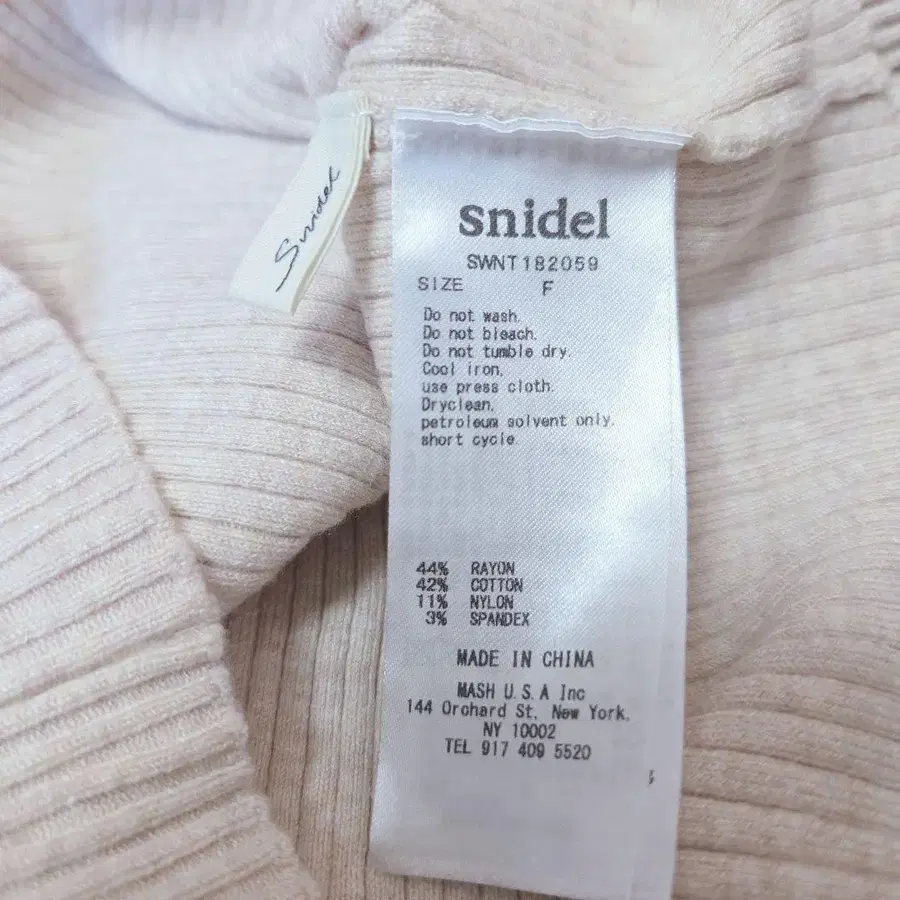 Snidel
snidel
SWNT182059
SIZE F
Do not wash.
Do not bleach.
Do not tumble dry.
Cool iron,
use press cloth.
Dryclean,
petroleum solvent only,
short cycle.
44% RAYON
42% COTTON
11% NYLON
3% SPANDEX
MADE IN CHINA
MASH U.S.A Inc
144 Orchard St, New York,
NY 10002
TEL 917 409 5520